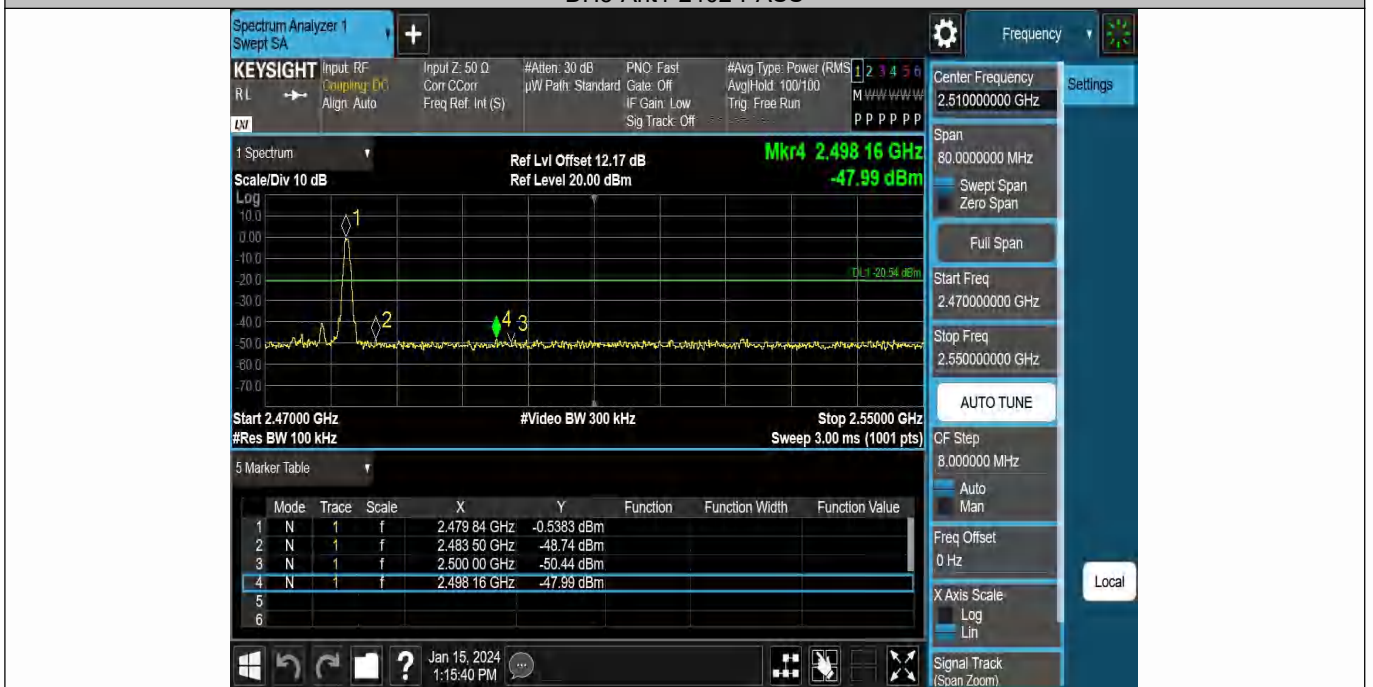 Spectrum Analyzer 1
Swept SA
Frequency
KEYSIGHT
RL
LXI
Input: RF
Coupling: DC
Align: Auto
Input Z: 50 Ω
Corr CCorr
Freq Ref: Int (S)
#Atten: 30 dB
µW Path: Standard
PNO: Fast
Gate: Off
IF Gain: Low
Sig Track: Off
#Avg Type: Power (RMS
Avg|Hold: 100/100
Trig: Free Run
1 2 3 4 5 6
M W W W W W
P P P P P P
1 Spectrum
Scale/Div 10 dB
Ref Lvl Offset 12.17 dB
Ref Level 20.00 dBm
Mkr4 2.498 16 GHz
-47.99 dBm
Log
10.0
0.00
-10.0
-20.0
-30.0
-40.0
-50.0
-60.0
-70.0
1
2
4
3
DL1 -20.54 dBm
Start 2.47000 GHz
#Video BW 300 kHz
Stop 2.55000 GHz
#Res BW 100 kHz
Sweep 3.00 ms (1001 pts)
5 Marker Table
Mode Trace Scale X Y Function Function Width Function Value
1 N 1 f 2.479 84 GHz -0.5383 dBm
2 N 1 f 2.483 50 GHz -48.74 dBm
3 N 1 f 2.500 00 GHz -50.44 dBm
4 N 1 f 2.498 16 GHz -47.99 dBm
5
6
Jan 15, 2024
1:15:40 PM
Center Frequency
2.510000000 GHz
Settings
Span
80.0000000 MHz
Swept Span
Zero Span
Full Span
Start Freq
2.470000000 GHz
Stop Freq
2.550000000 GHz
AUTO TUNE
CF Step
8.000000 MHz
Auto
Man
Freq Offset
0 Hz
X Axis Scale
Log
Lin
Local
Signal Track
(Span Zoom)